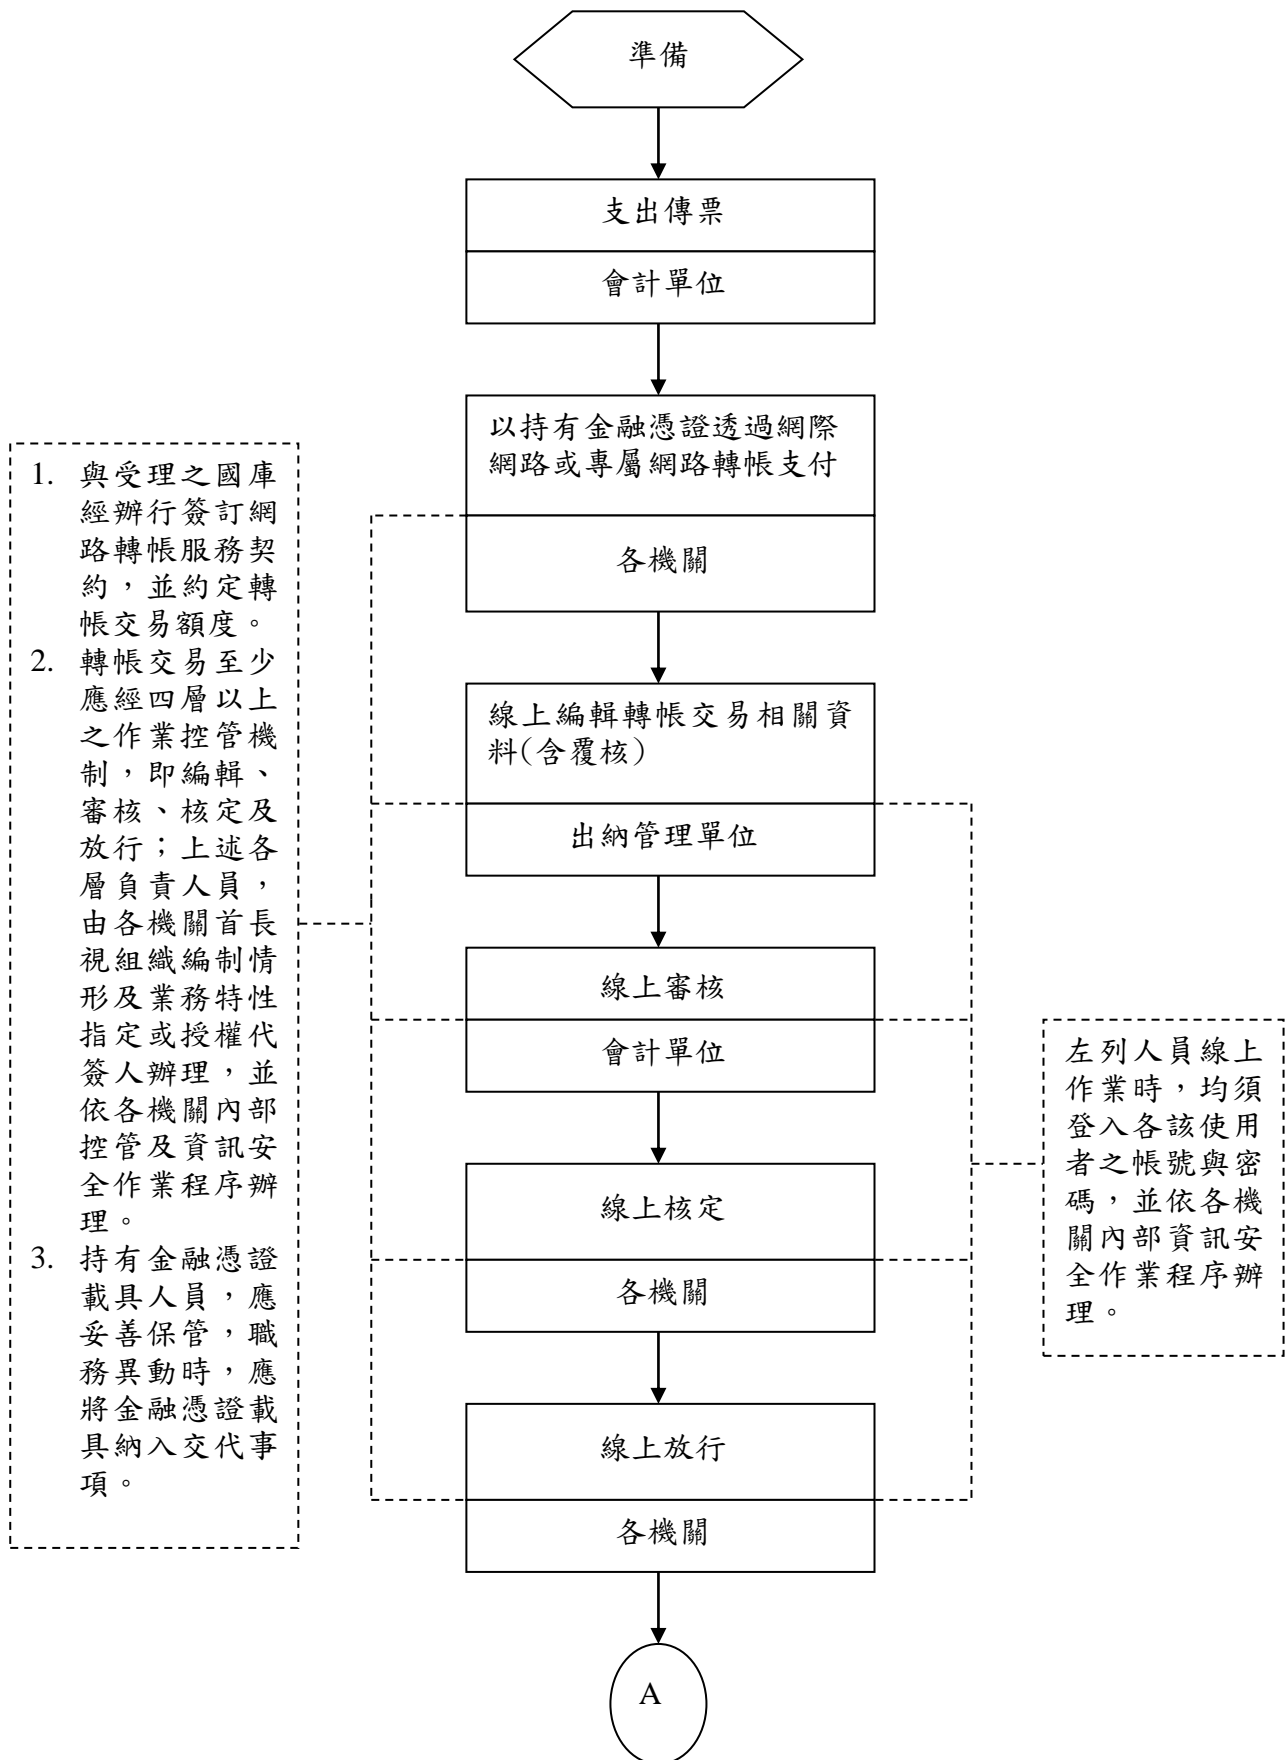 準備
支出傳票
會計單位
以持有金融憑證透過網際
網路或專屬網路轉帳支付
各機關
1. 與受理之國庫
經辦行簽訂網
路轉帳服務契
約，並約定轉
帳交易額度。
2. 轉帳交易至少
應經四層以上
之作業控管機
制，即編輯、
審核、核定及
放行；上述各
層負責人員，
由各機關首長
視組織編制情
形及業務特性
指定或授權代
簽人辦理，並
依各機關內部
控管及資訊安
全作業程序辦
理。
3. 持有金融憑證
載具人員，應
妥善保管，職
務異動時，應
將金融憑證載
具納入交代事
項。
線上編輯轉帳交易相關資
料(含覆核)
出納管理單位
線上審核
會計單位
左列人員線上
作業時，均須
登入各該使用
者之帳號與密
碼，並依各機
關內部資訊安
全作業程序辦
理。
線上核定
各機關
線上放行
各機關
A